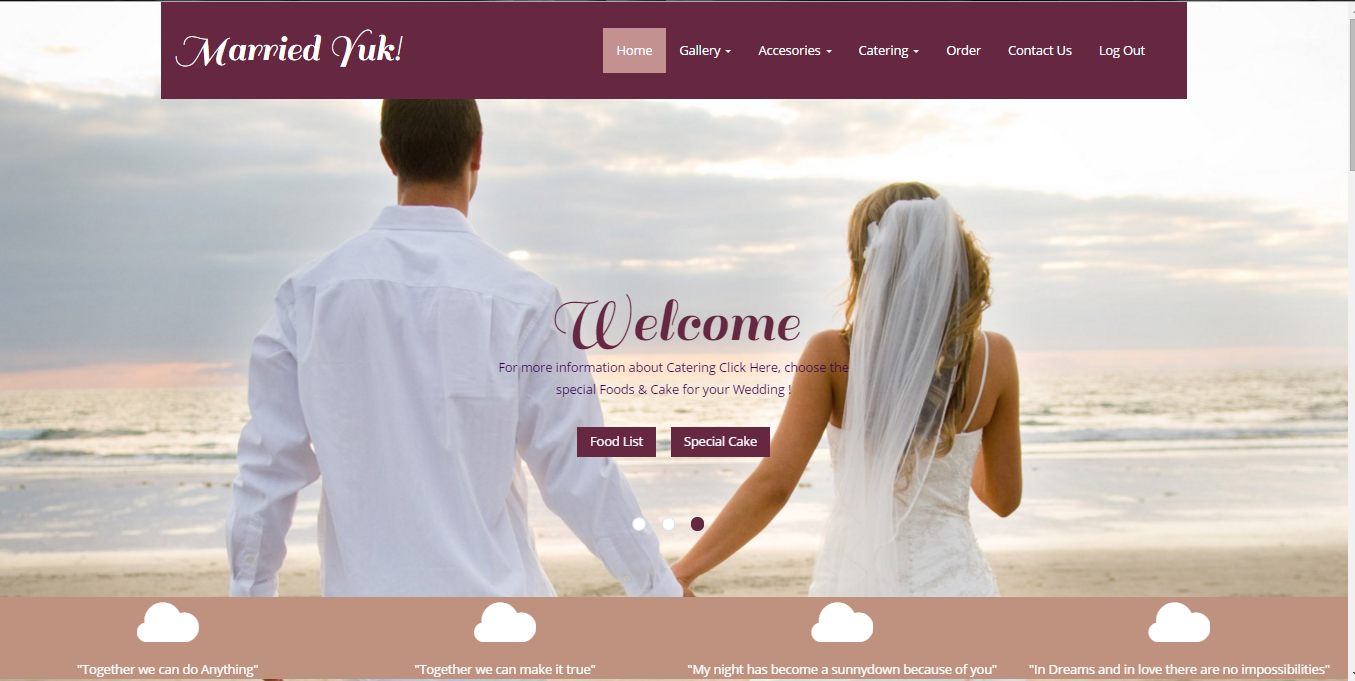 Married Yuk!
Home
Gallery
Accesories
Catering
Order
Contact Us
Log Out
Welcome
For more information about Catering Click Here, choose the
special Foods & Cake for your Wedding !
Food List
Special Cake
"Together we can do Anything"
"Together we can make it true"
"My night has become a sunnydown because of you"
"In Dreams and in love there are no impossibilities"